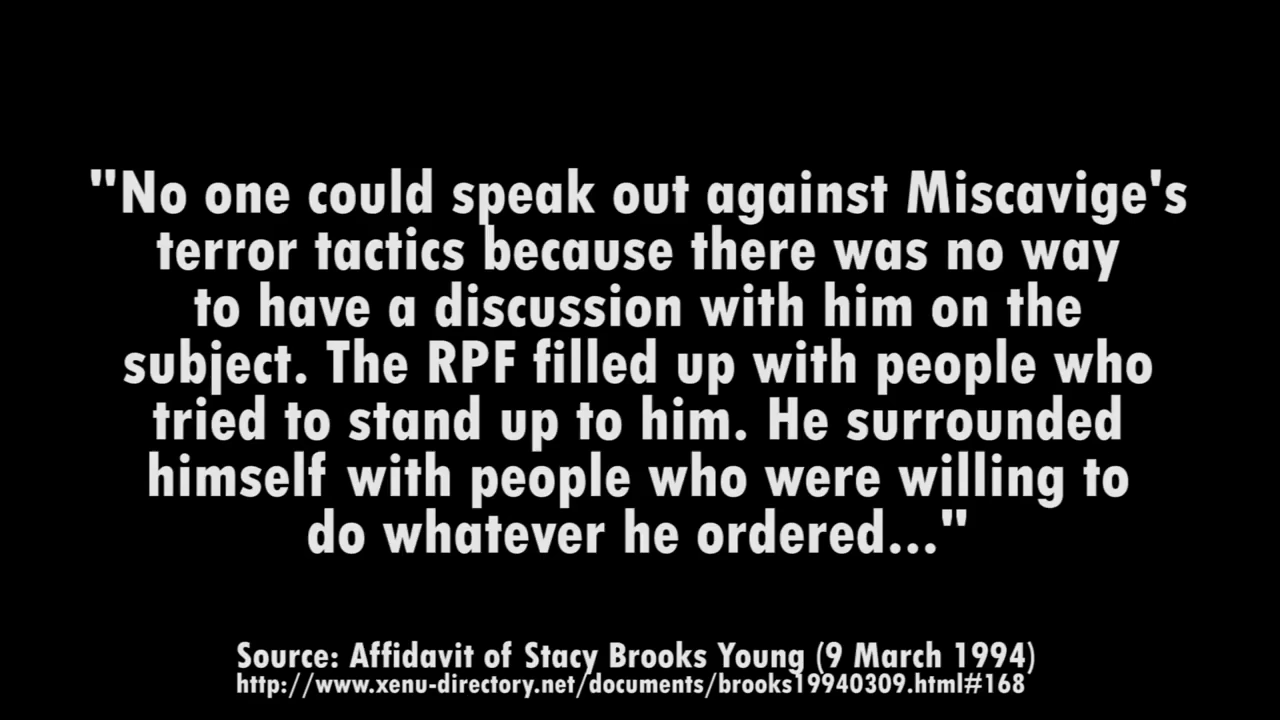 "No one could speak out against Miscavige's
terror tactics because there was no way
to have a discussion with him on the
subject. The RPF filled up with people who
tried to stand up to him. He surrounded
himself with people who were willing to
do whatever he ordered..."
Source: Affidavit of Stacy Brooks Young (9 March 1994)
http://www.xenu-directory.net/documents/brooks19940309.html#168